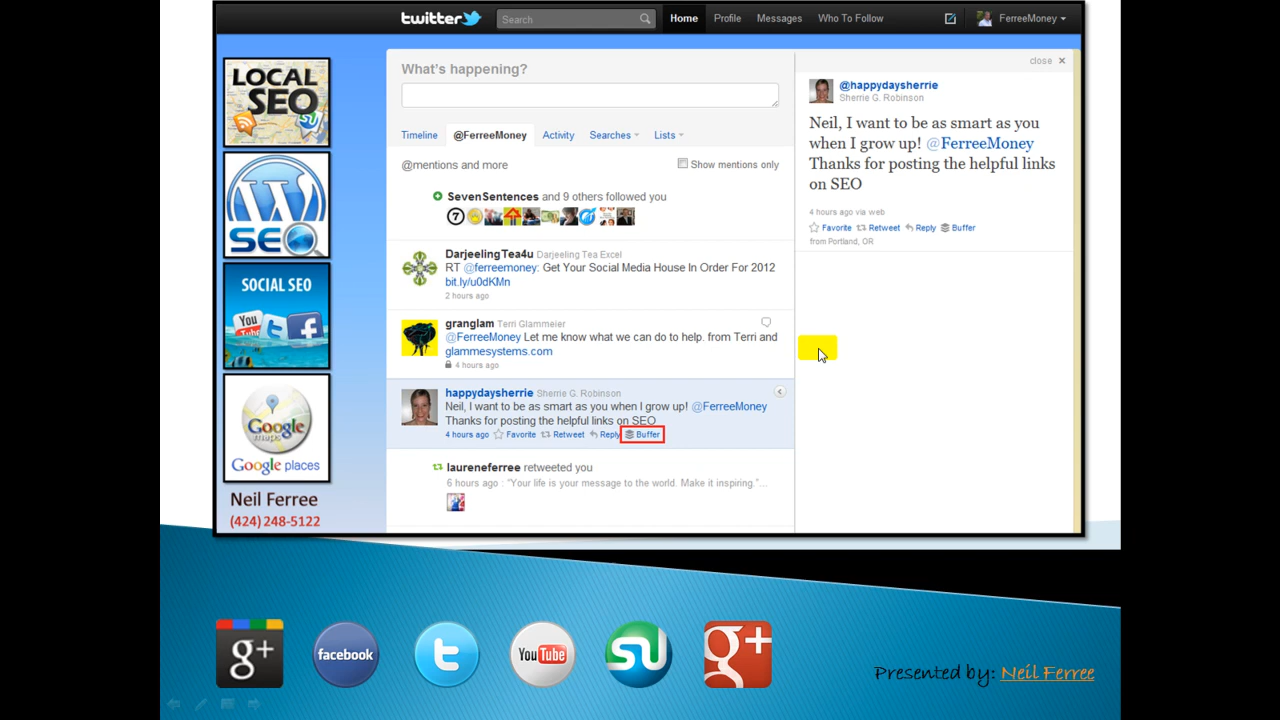 twitter
Search
Home
Profile
Messages
Who To Follow
FerreeMoney
LOCAL
SEO
SEO
SOCIAL SEO
You
Tube
t
f
Google
maps
Google places
Neil Ferree
(424) 248-5122
What's happening?
Timeline
@FerreeMoney
Activity
Searches
Lists
@mentions and more
Show mentions only
SevenSentences and 9 others followed you
7
DarjeelingTea4u Darjeeling Tea Excel
RT @ferreemoney: Get Your Social Media House In Order For 2012
bit.ly/u0dKMn
2 hours ago
granglam Terri Glammeier
@FerreeMoney Let me know what we can do to help. from Terri and
glammesystems.com
4 hours ago
happydaysherrie Sherrie G. Robinson
Neil, I want to be as smart as you when I grow up! @FerreeMoney
Thanks for posting the helpful links on SEO
4 hours ago Favorite Retweet Reply Buffer
laureneferree retweeted you
6 hours ago : "Your life is your message to the world. Make it inspiring."...
close ×
@happydaysherrie
Sherrie G. Robinson
Neil, I want to be as smart as you
when I grow up! @FerreeMoney
Thanks for posting the helpful links
on SEO
4 hours ago via web
Favorite Retweet Reply Buffer
from Portland, OR
g+
facebook
t
YouTube
g+
Presented by: Neil Ferree